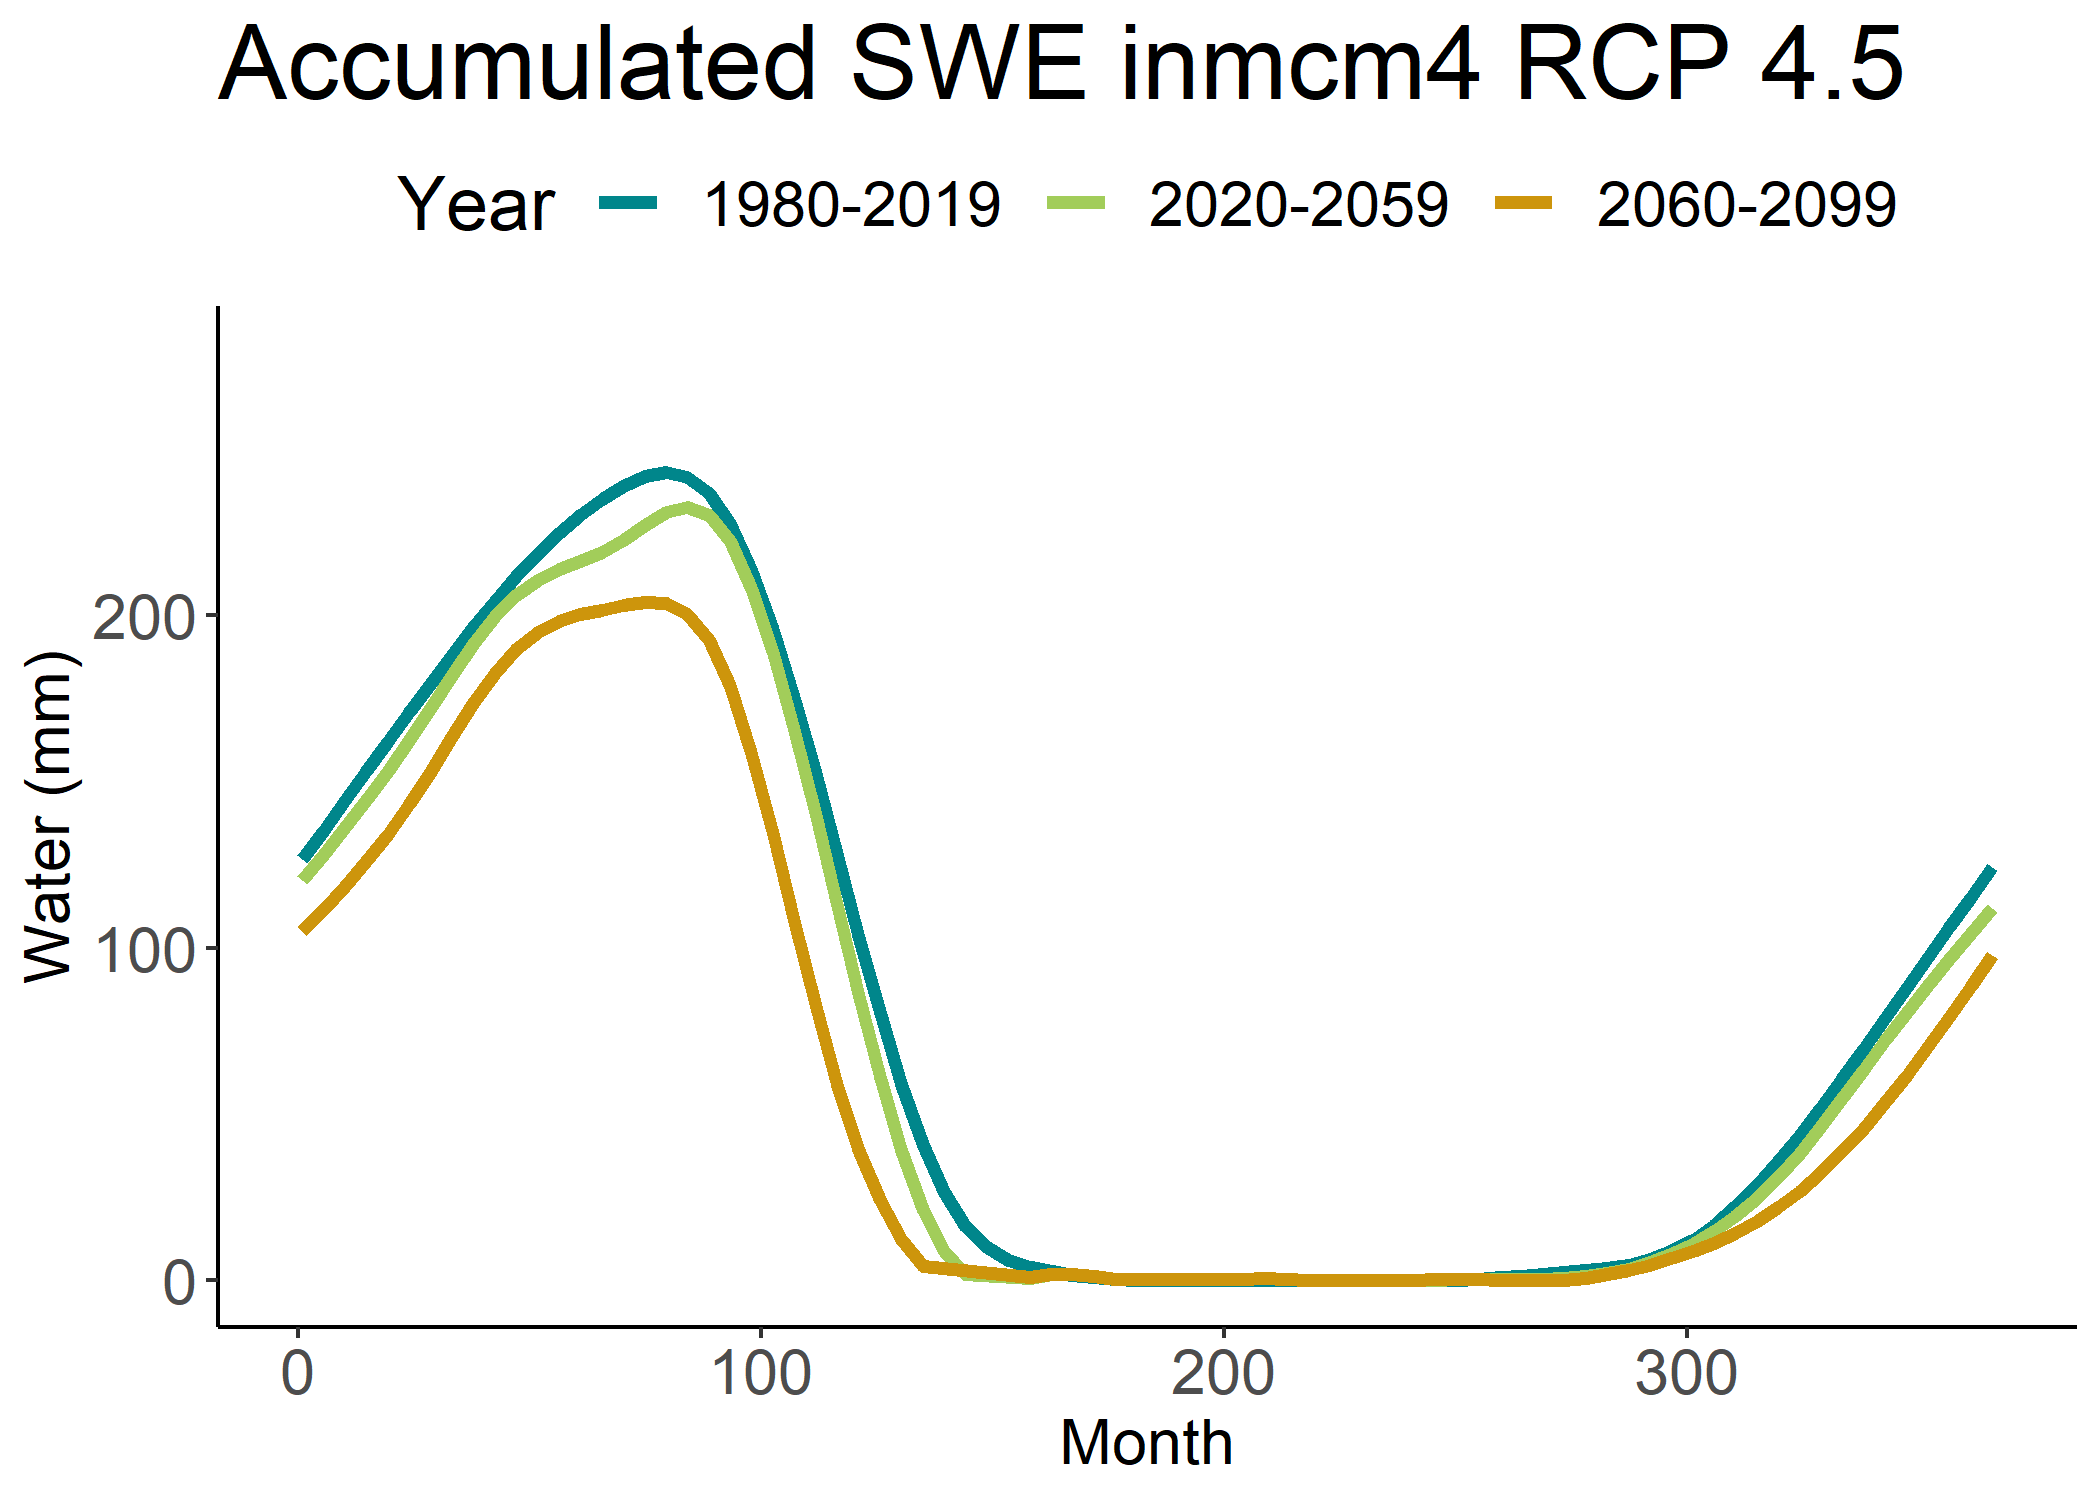 Accumulated SWE inmcm4 RCP 4.5
Year 1980-2019 2020-2059 2060-2099
Water (mm)
200
100
0
0 100 200 300
Month